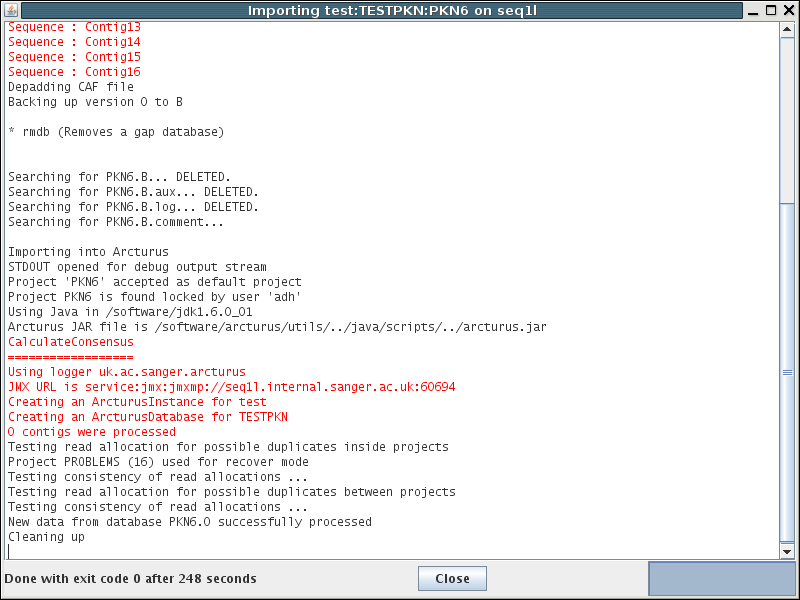 Importing test:TESTPKN:PKN6 on seq1l
Sequence : Contig13
Sequence : Contig14
Sequence : Contig15
Sequence : Contig16
Depadding CAF file
Backing up version 0 to B
* rmdb (Removes a gap database)
Searching for PKN6.B... DELETED.
Searching for PKN6.B.aux... DELETED.
Searching for PKN6.B.log... DELETED.
Searching for PKN6.B.comment...
Importing into Arcturus
STDOUT opened for debug output stream
Project 'PKN6' accepted as default project
Project PKN6 is found locked by user 'adh'
Using Java in /software/jdk1.6.0_01
Arcturus JAR file is /software/arcturus/utils/../java/scripts/../arcturus.jar
CalculateConsensus
==================
Using logger uk.ac.sanger.arcturus
JMX URL is service:jmx:jmxmp://seq1l.internal.sanger.ac.uk:60694
Creating an ArcturusInstance for test
Creating an ArcturusDatabase for TESTPKN
0 contigs were processed
Testing read allocation for possible duplicates inside projects
Project PROBLEMS (16) used for recover mode
Testing consistency of read allocations ...
Testing read allocation for possible duplicates between projects
Testing consistency of read allocations ...
New data from database PKN6.0 successfully processed
Cleaning up
Done with exit code 0 after 248 seconds
Close